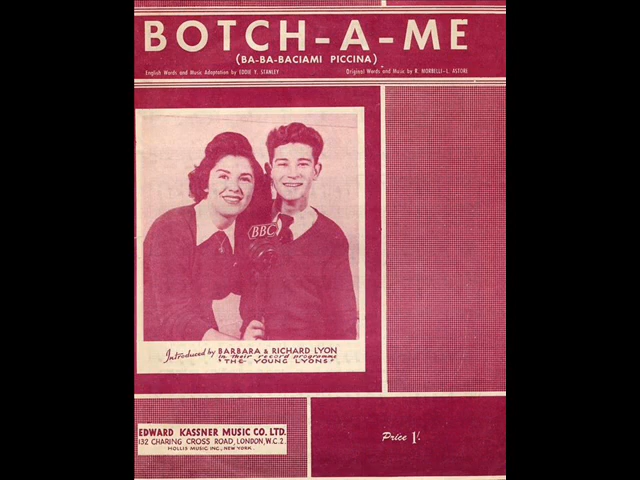 BOTCH-A-ME
(BA-BA-BACIAMI PICCINA)
English Words and Music Adaptation by EDDIE Y. STANLEY
Original Words and Music by R. MORBELLI-L. ASTORE
BBC
Introduced by BARBARA & RICHARD LYON
in their record programme
"THE YOUNG LYONS"
EDWARD KASSNER MUSIC CO. LTD.
132 CHARING CROSS ROAD, LONDON, W.C.2.
HOLLIS MUSIC INC., NEW YORK.
Price 1/-